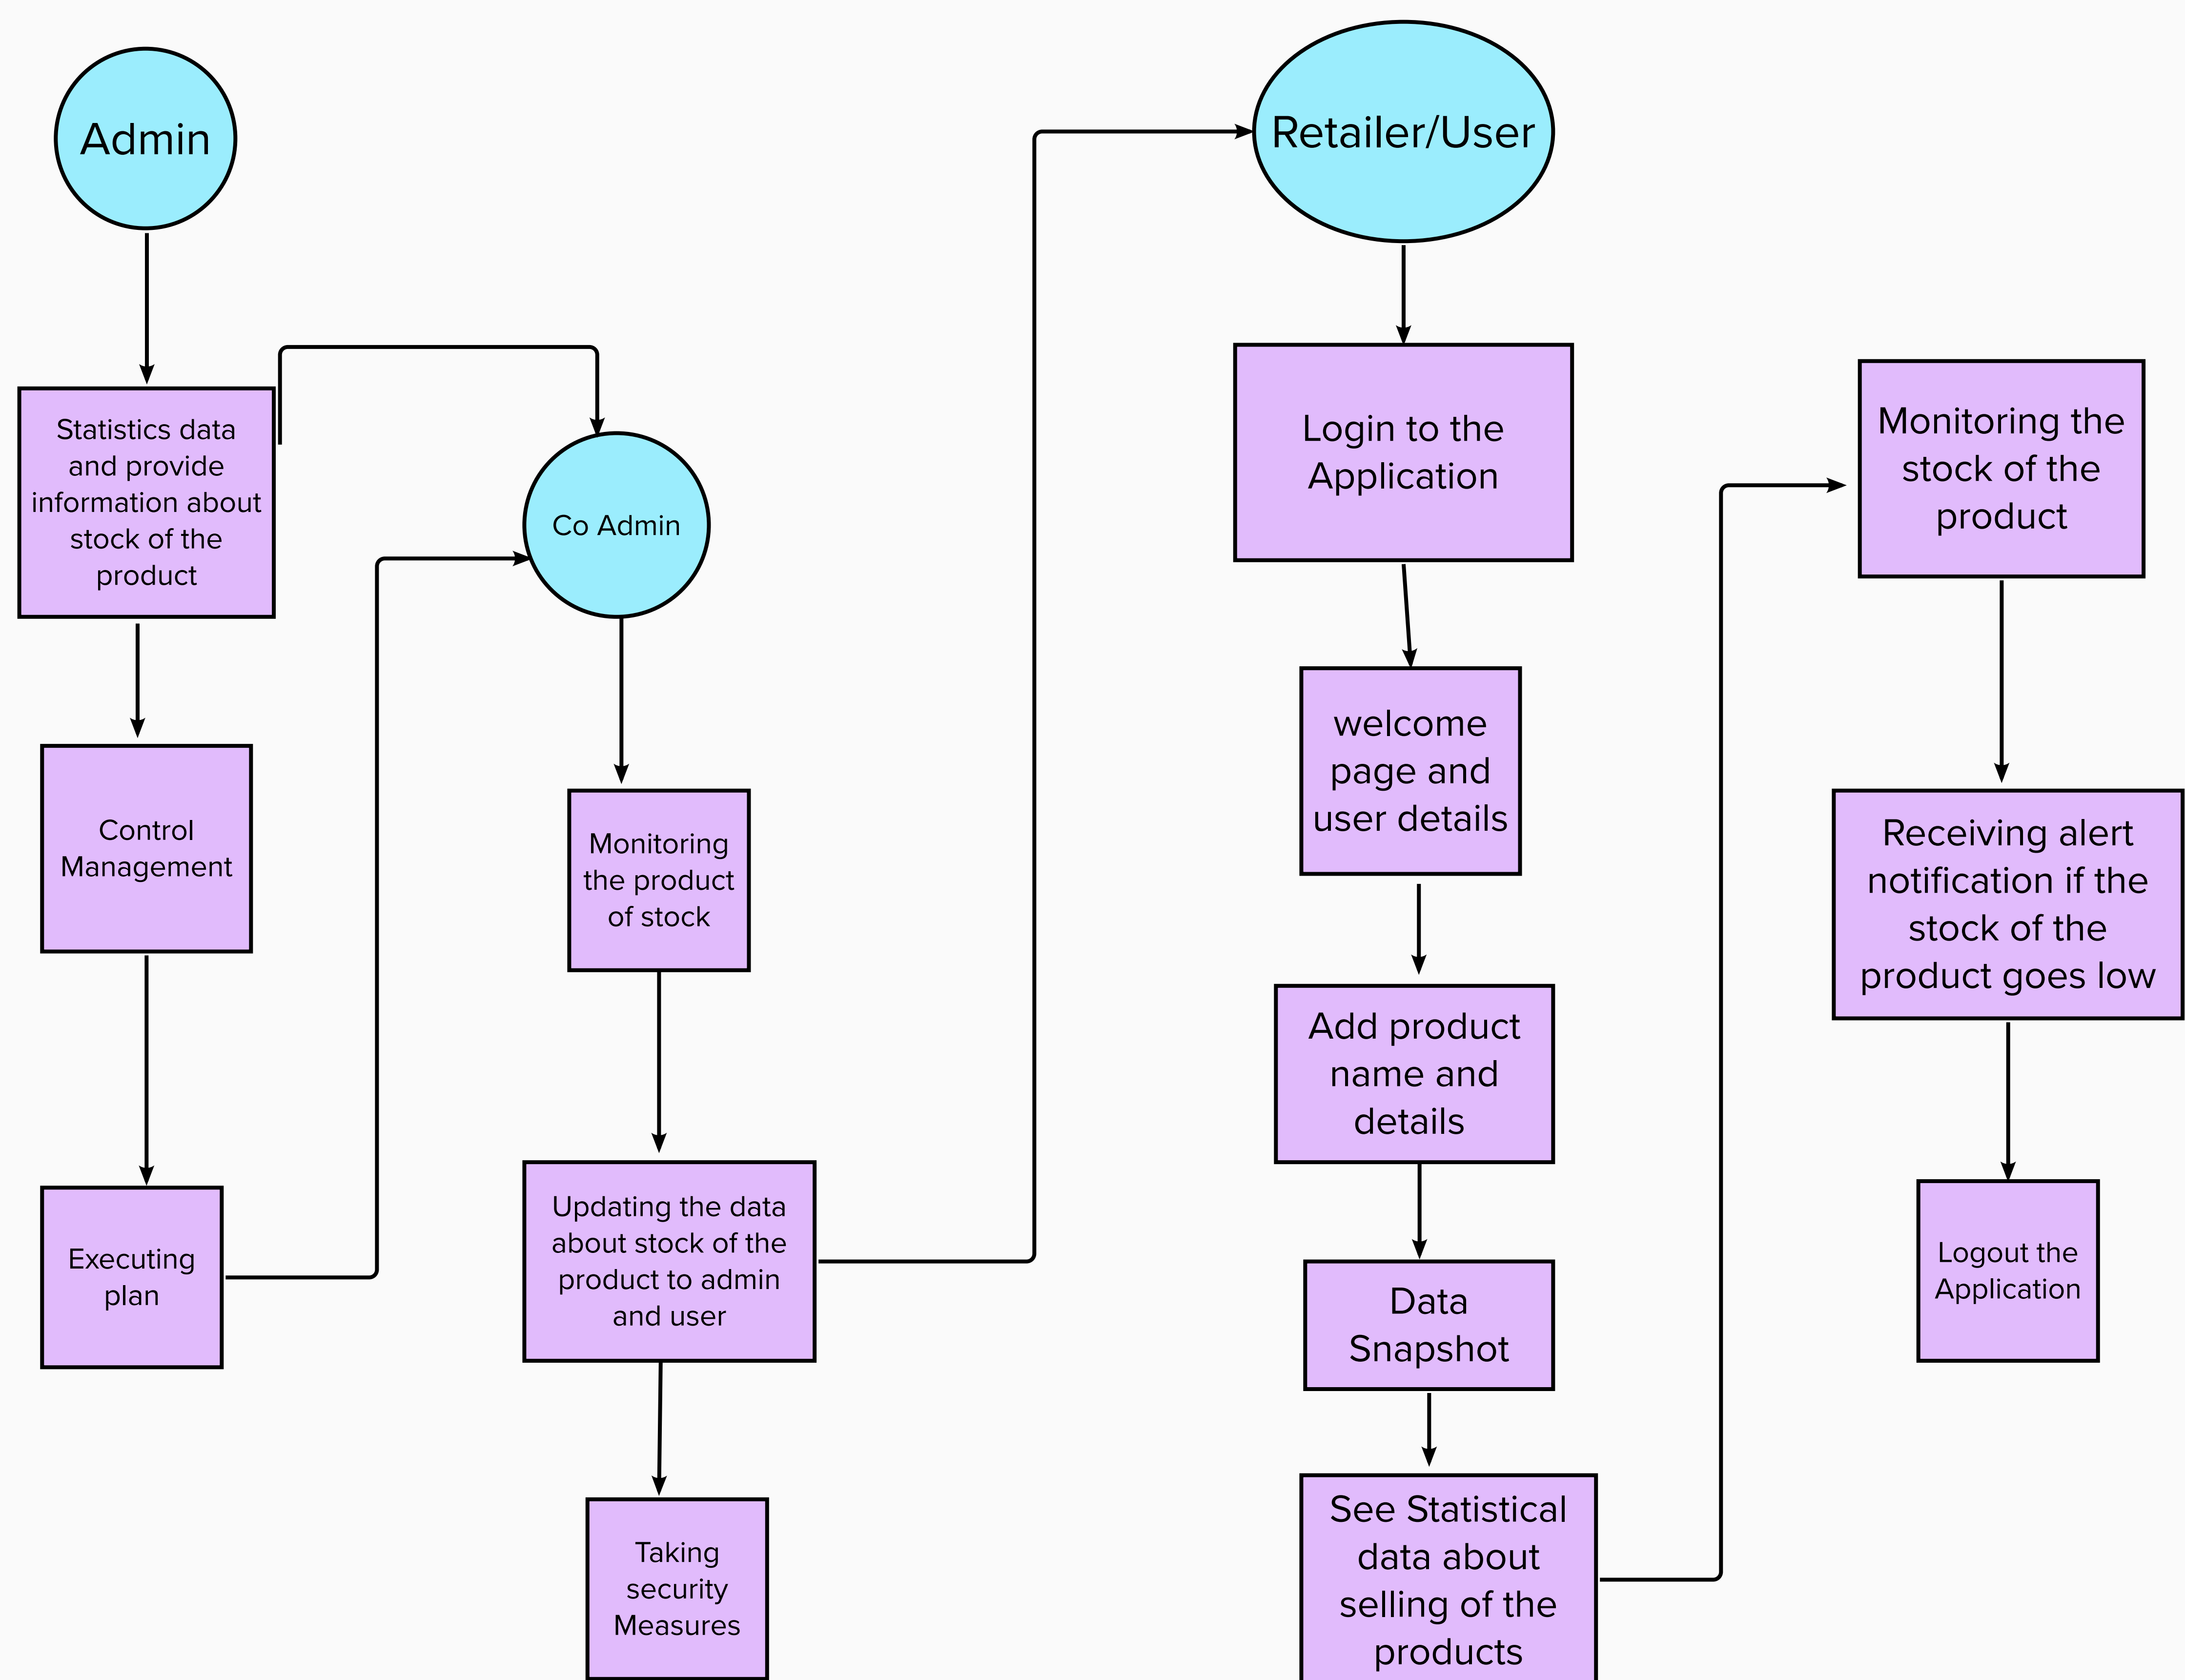 Admin
Statistics data
and provide
information about
stock of the
product
Control
Management
Executing
plan
Co Admin
Monitoring
the product
of stock
Updating the data
about stock of the
product to admin
and user
Taking
security
Measures
Retailer/User
Login to the
Application
welcome
page and
user details
Add product
name and
details
Data
Snapshot
See Statistical
data about
selling of the
products
Monitoring the
stock of the
product
Receiving alert
notification if the
stock of the
product goes low
Logout the
Application